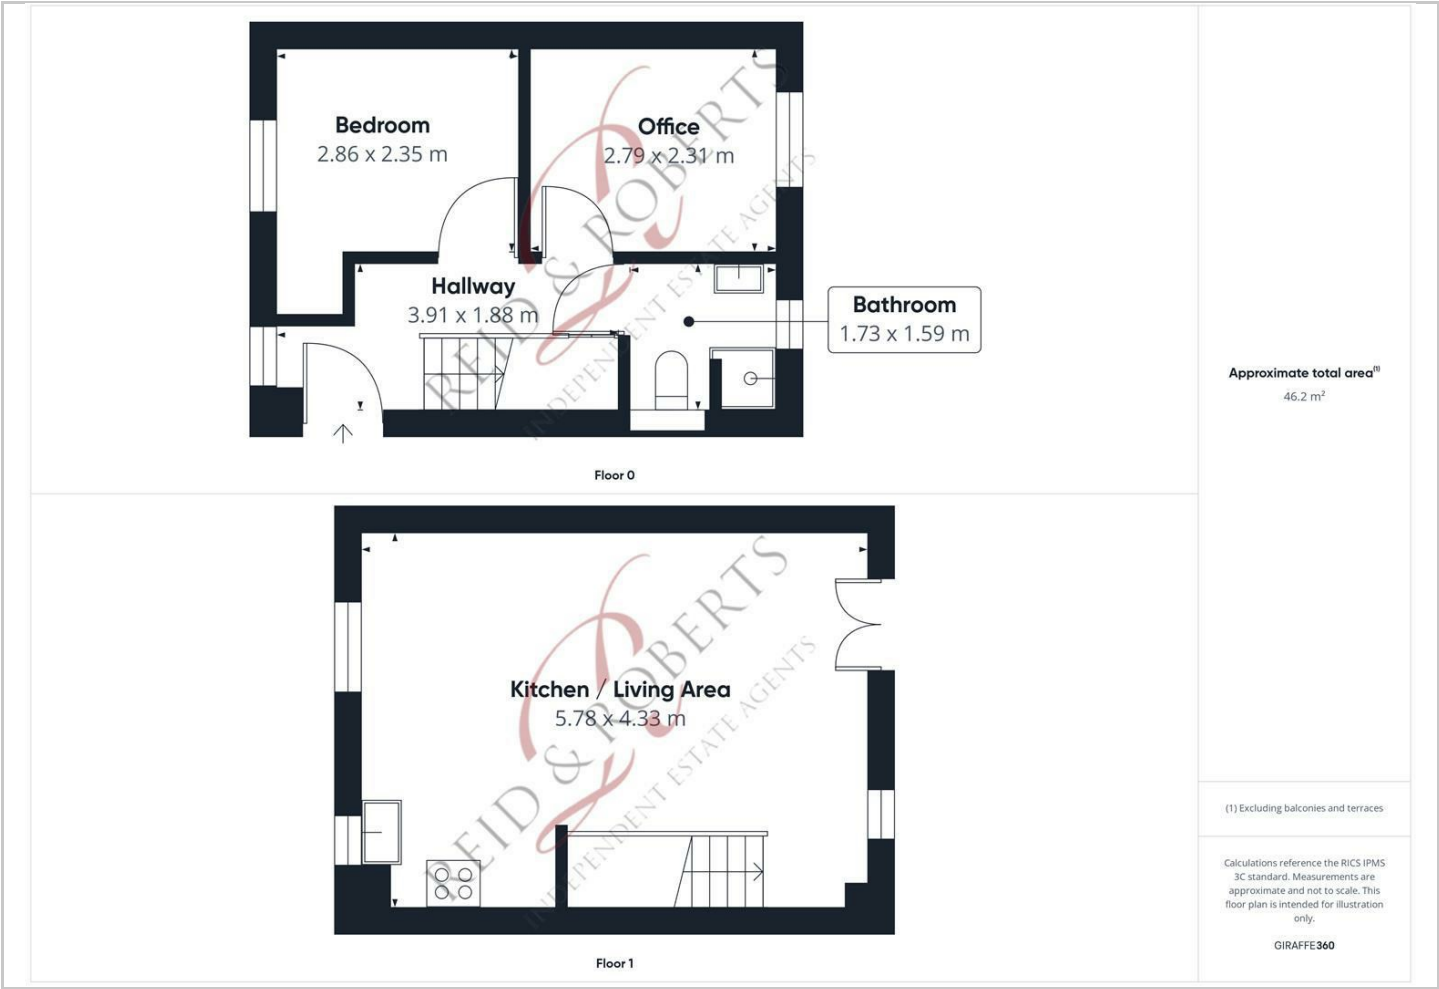 Bedroom
2.86 x 2.35 m
Office
2.79 x 2.31 m
Hallway
3.91 x 1.88 m
Bathroom
1.73 x 1.59 m
REID & ROBERTS
INDEPENDENT ESTATE AGENTS
Floor 0
Approximate total area(1)
46.2 m²
Kitchen / Living Area
5.78 x 4.33 m
REID & ROBERTS
INDEPENDENT ESTATE AGENTS
Floor 1
(1) Excluding balconies and terraces
Calculations reference the RICS IPMS
3C standard. Measurements are
approximate and not to scale. This
floor plan is intended for illustration
only.
GIRAFFE360